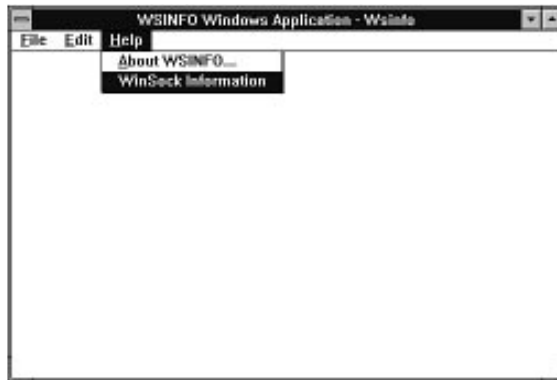 WSINFO Windows Application - Wsinfo
File Edit Help
About WSINFO...
WinSock Information